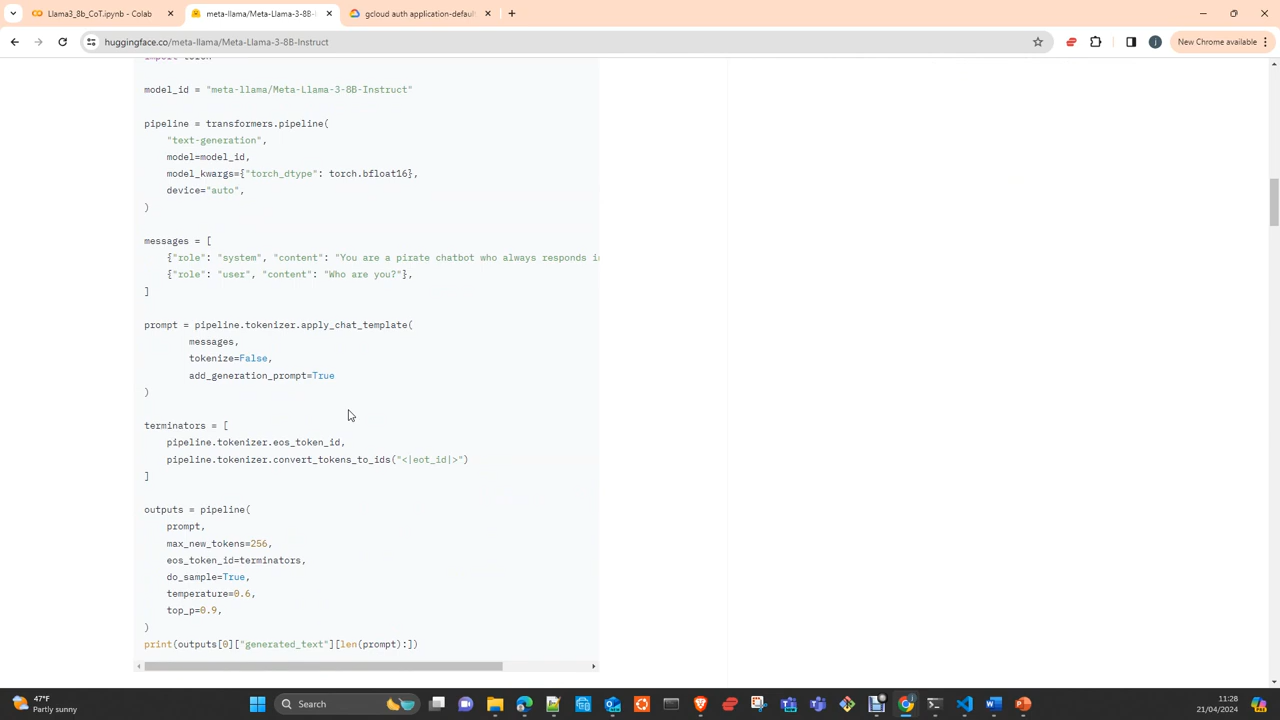 Llama3_8b_CoT.ipynb - Colab
meta-llama/Meta-Llama-3-8B-I
gcloud auth application-default
huggingface.co/meta-llama/Meta-Llama-3-8B-Instruct
New Chrome available
import torch
model_id = "meta-llama/Meta-Llama-3-8B-Instruct"
pipeline = transformers.pipeline(
"text-generation",
model=model_id,
model_kwargs={"torch_dtype": torch.bfloat16},
device="auto",
)
messages = [
{"role": "system", "content": "You are a pirate chatbot who always responds in
{"role": "user", "content": "Who are you?"},
]
prompt = pipeline.tokenizer.apply_chat_template(
messages,
tokenize=False,
add_generation_prompt=True
)
terminators = [
pipeline.tokenizer.eos_token_id,
pipeline.tokenizer.convert_tokens_to_ids("<|eot_id|>")
]
outputs = pipeline(
prompt,
max_new_tokens=256,
eos_token_id=terminators,
do_sample=True,
temperature=0.6,
top_p=0.9,
)
print(outputs[0]["generated_text"][len(prompt):])
47°F
Partly sunny
Search
11:28
21/04/2024